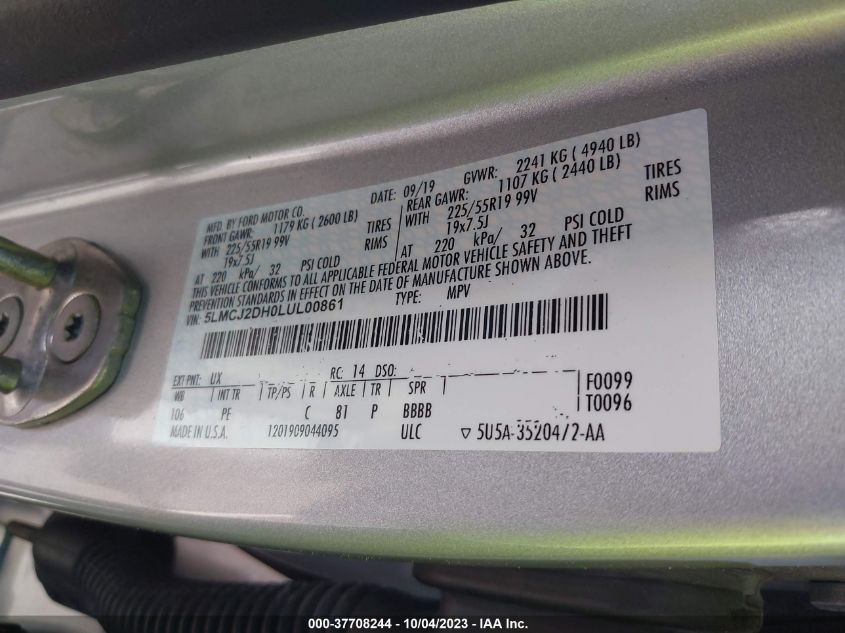 MFD. BY FORD MOTOR CO.
DATE: 09/19 GVWR: 2241 KG ( 4940 LB)
FRONT GAWR: 1179 KG ( 2600 LB) REAR GAWR: 1107 KG ( 2440 LB)
WITH 225/55R19 99V TIRES WITH 225/55R19 99V TIRES
19x7.5J RIMS 19x7.5J RIMS
AT 220 kPa/ 32 PSI COLD AT 220 kPa/ 32 PSI COLD
THIS VEHICLE CONFORMS TO ALL APPLICABLE FEDERAL MOTOR VEHICLE SAFETY AND THEFT
PREVENTION STANDARDS IN EFFECT ON THE DATE OF MANUFACTURE SHOWN ABOVE.
VIN: 5LMCJ2DH0LUL00861 TYPE: MPV
EXT PNT: UX RC: 14 DSO: F0099
WB INT TR TP/PS R AXLE TR SPR T0096
106 PE C 81 P BBBB
MADE IN U.S.A. 1201909044095 ULC ▽ 5U5A-3520472-AA
000-37708244 - 10/04/2023 - IAA Inc.